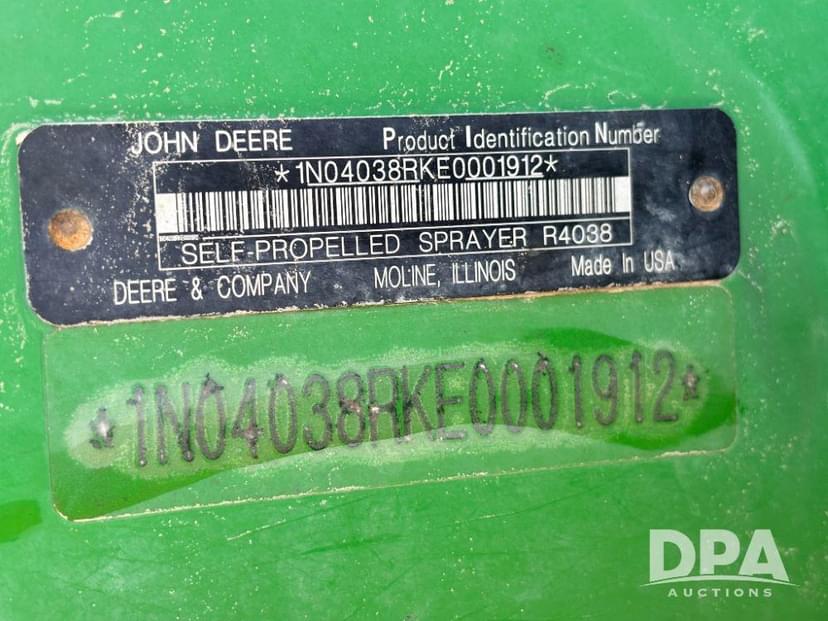 JOHN DEERE Product Identification Number
*1N04038RKE0001912*
SELF-PROPELLED SPRAYER R4038
DEERE & COMPANY MOLINE, ILLINOIS Made In USA
*1N04038RKE0001912*
DPA
AUCTIONS